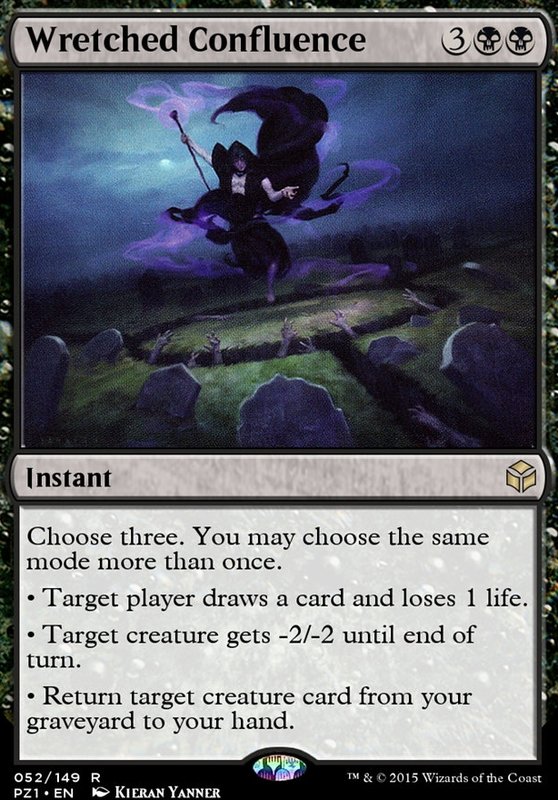 Wretched Confluence 3
Instant
Choose three. You may choose the same
mode more than once.
• Target player draws a card and loses 1 life.
• Target creature gets -2/-2 until end of
turn.
• Return target creature card from your
graveyard to your hand.
052/149 R
PZ1 • EN Kieran Yanner
™ & © 2015 Wizards of the Coast